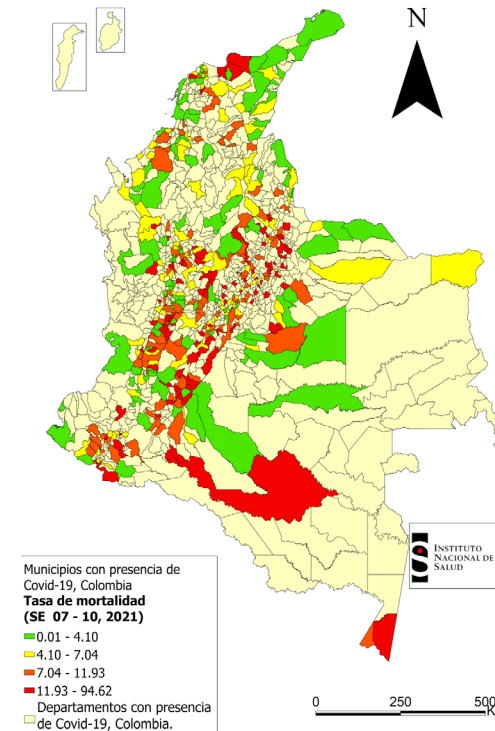 N
INSTITUTO
NACIONAL DE
SALUD
Municipios con presencia de
Covid-19, Colombia
Tasa de mortalidad
(SE 07 - 10, 2021)
0.01 - 4.10
4.10 - 7.04
7.04 - 11.93
11.93 - 94.62
Departamentos con presencia
de Covid-19, Colombia.
0 250 500
K